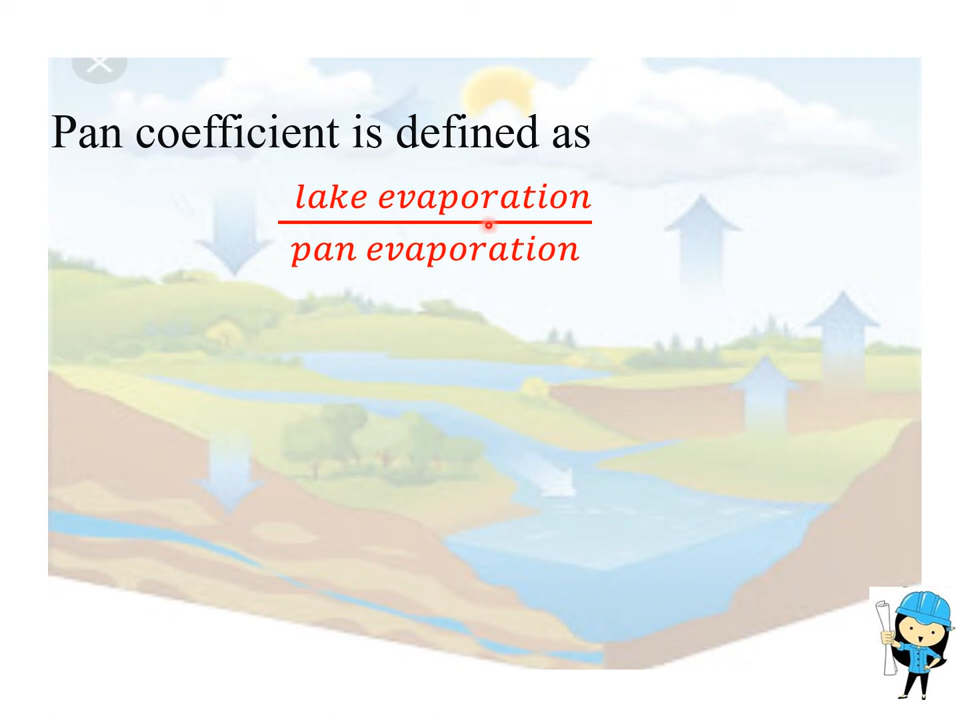 Pan coefficient is defined as
lake evaporation
pan evaporation